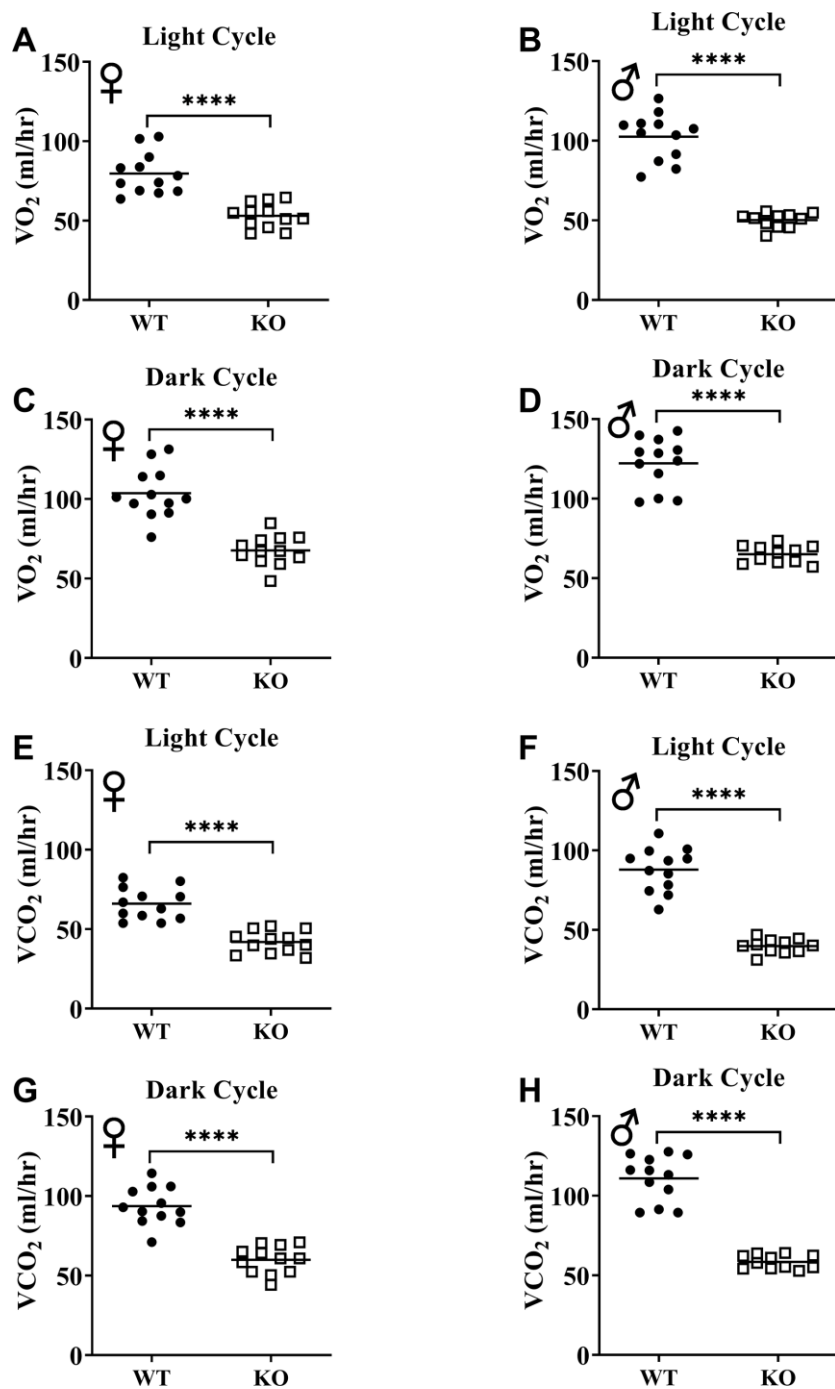 A
Light Cycle
♀
****
VO₂ (ml/hr)
150
100
50
0
WT KO
B
Light Cycle
♂
****
VO₂ (ml/hr)
150
100
50
0
WT KO
C
Dark Cycle
♀
****
VO₂ (ml/hr)
150
100
50
0
WT KO
D
Dark Cycle
♂
****
VO₂ (ml/hr)
150
100
50
0
WT KO
E
Light Cycle
♀
****
VCO₂ (ml/hr)
150
100
50
0
WT KO
F
Light Cycle
♂
****
VCO₂ (ml/hr)
150
100
50
0
WT KO
G
Dark Cycle
♀
****
VCO₂ (ml/hr)
150
100
50
0
WT KO
H
Dark Cycle
♂
****
VCO₂ (ml/hr)
150
100
50
0
WT KO